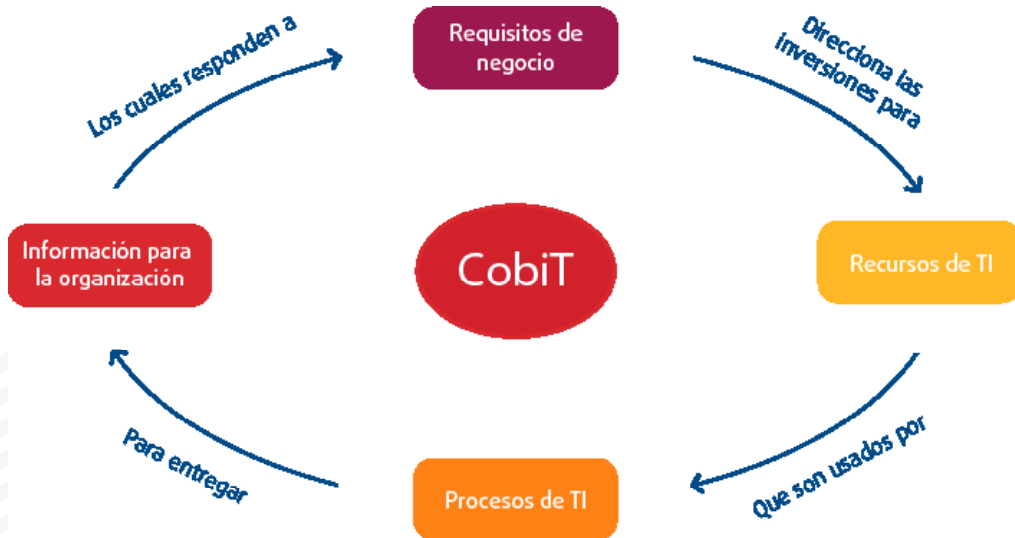 Requisitos de
negocio
Direcciona las
inversiones para
Recursos de TI
Que son usados por
Procesos de TI
Para entregar
Información para
la organización
Los cuales responden a
CobiT